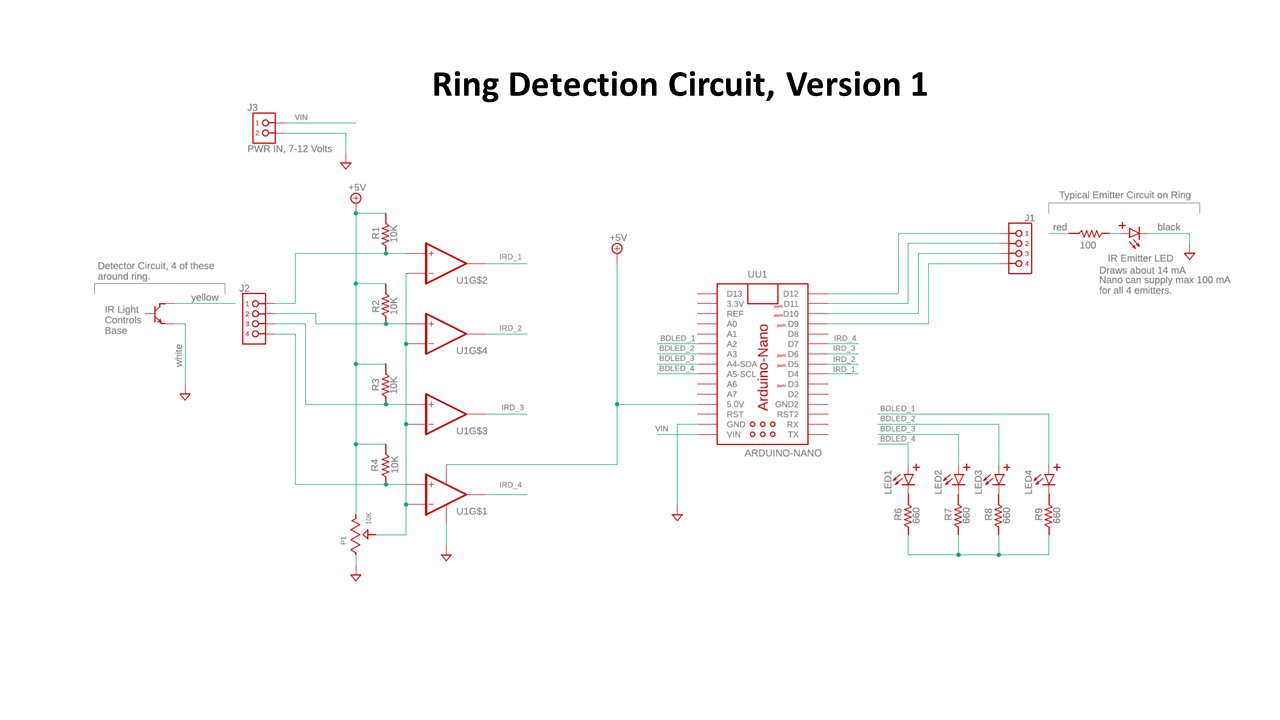 Ring Detection Circuit, Version 1
J3
1
2
VIN
PWR IN, 7-12 Volts
+5V
R1
10K
IRD_1
U1G$2
Detector Circuit, 4 of these
around ring.
IR Light
Controls
Base
yellow
white
J2
1
2
3
4
R2
10K
IRD_2
U1G$4
R3
10K
IRD_3
U1G$3
R4
10K
IRD_4
U1G$1
P1
10K
+5V
UU1
D13
3.3V
REF
A0
A1
A2
A3
A4-SDA
A5-SCL
A6
A7
5.0V
RST
GND
VIN
Arduino-Nano
D12
pwm D11
pwm D10
pwm D9
D8
D7
pwm D6
pwm D5
D4
pwm D3
D2
GND2
RST2
RX
TX
ARDUINO-NANO
BDLED_1
BDLED_2
BDLED_3
BDLED_4
VIN
IRD_4
IRD_3
IRD_2
IRD_1
J1
1
2
3
4
Typical Emitter Circuit on Ring
red
100
+
black
IR Emitter LED
Draws about 14 mA
Nano can supply max 100 mA
for all 4 emitters.
BDLED_1
BDLED_2
BDLED_3
BDLED_4
LED1
LED2
LED3
LED4
R6
660
R7
660
R8
660
R9
660